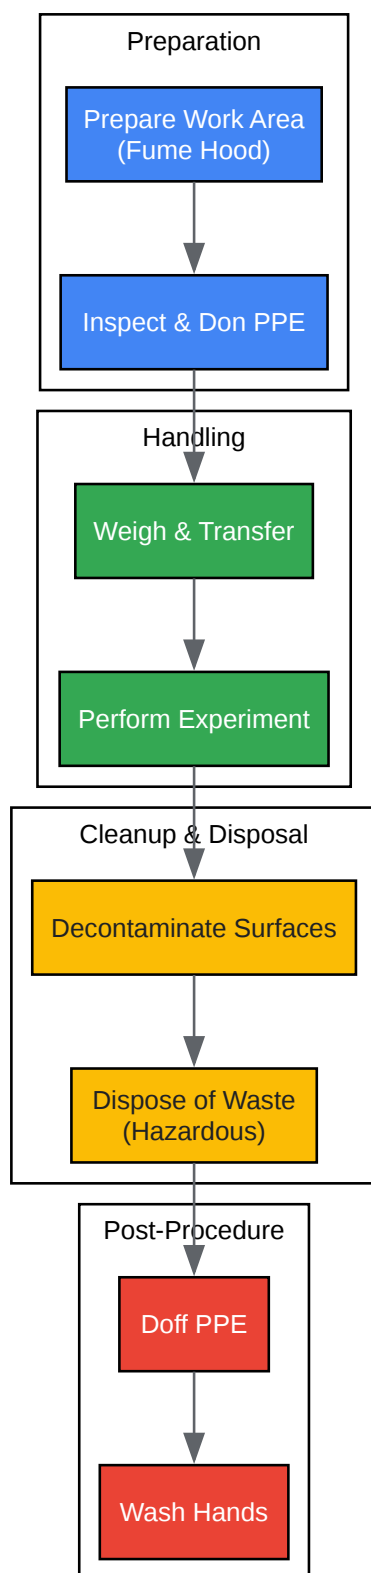 Preparation
Prepare Work Area
(Fume Hood)
Inspect & Don PPE
Handling
Weigh & Transfer
Perform Experiment
Cleanup & Disposal
Decontaminate Surfaces
Dispose of Waste
(Hazardous)
Post-Procedure
Doff PPE
Wash Hands